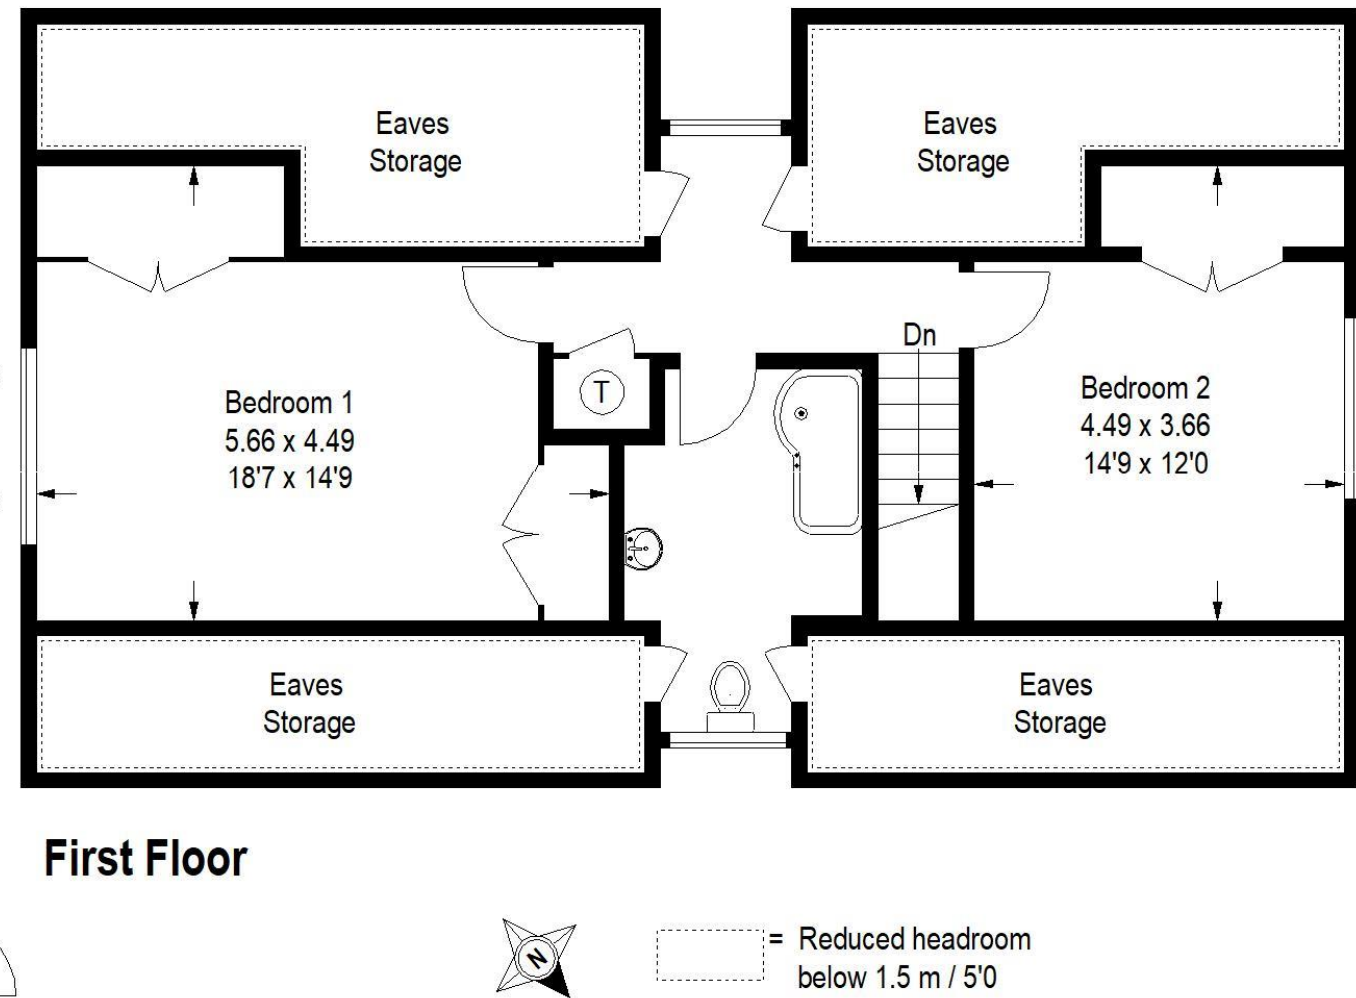 Eaves
Storage
Eaves
Storage
Dn
Bedroom 1
5.66 x 4.49
18'7 x 14'9
T
Bedroom 2
4.49 x 3.66
14'9 x 12'0
Eaves
Storage
Eaves
Storage
First Floor
N
= Reduced headroom
below 1.5 m / 5'0